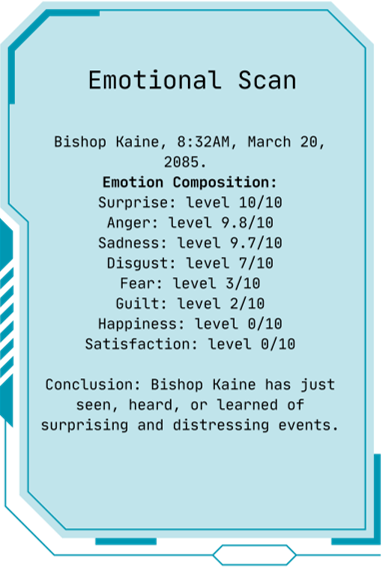 Emotional Scan
Bishop Kaine, 8:32AM, March 20,
2085.
Emotion Composition:
Surprise: level 10/10
Anger: level 9.8/10
Sadness: level 9.7/10
Disgust: level 7/10
Fear: level 3/10
Guilt: level 2/10
Happiness: level 0/10
Satisfaction: level 0/10
Conclusion: Bishop Kaine has just
seen, heard, or learned of
surprising and distressing events.